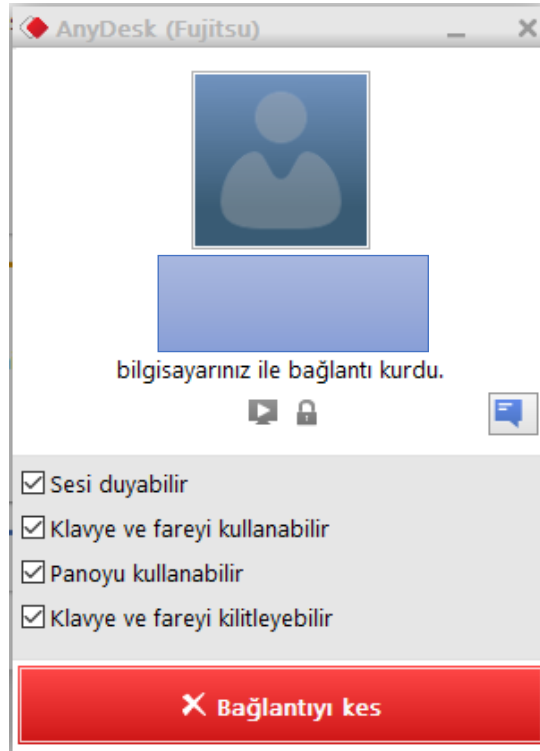 AnyDesk (Fujitsu)
bilgisayarınız ile bağlantı kurdu.
Sesi duyabilir
Klavye ve fareyi kullanabilir
Panoyu kullanabilir
Klavye ve fareyi kilitleyebilir
Bağlantıyı kes